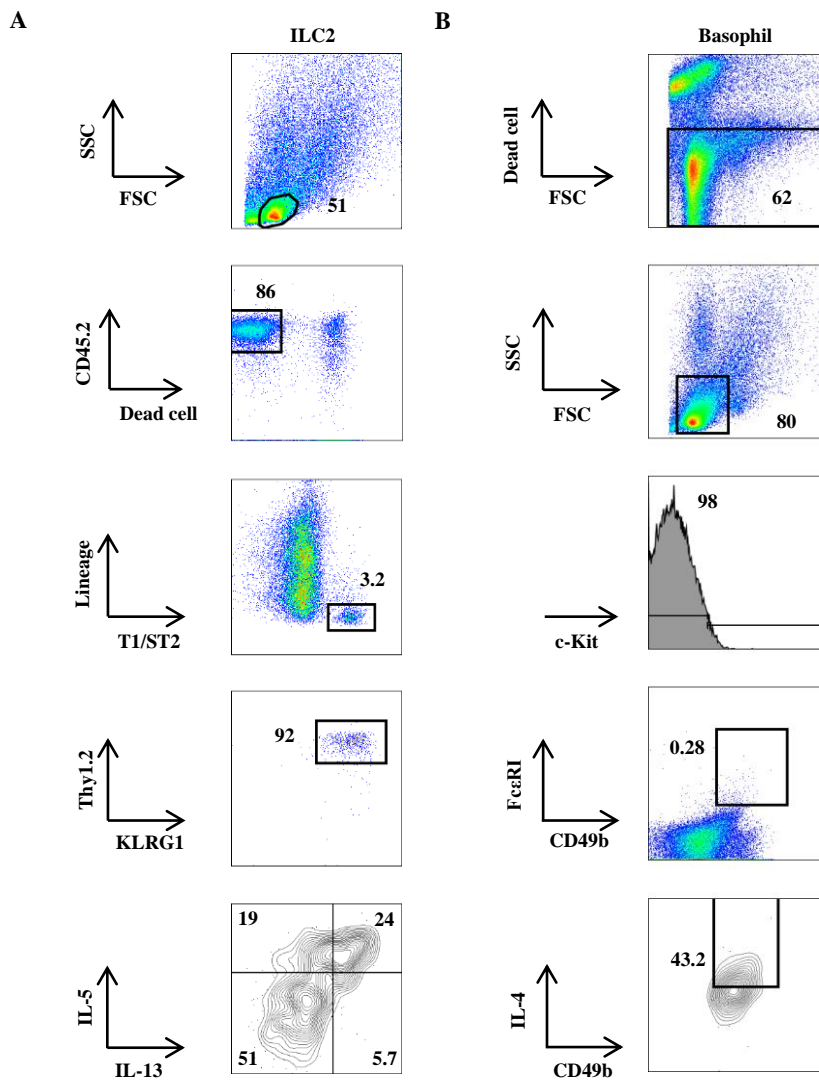 A
ILC2
SSC
FSC
51
CD45.2
Dead cell
86
Lineage
T1/ST2
3.2
Thy1.2
KLRG1
92
IL-5
IL-13
19
24
51
5.7
B
Basophil
Dead cell
FSC
62
SSC
FSC
80
c-Kit
98
FcεRI
CD49b
0.28
IL-4
CD49b
43.2